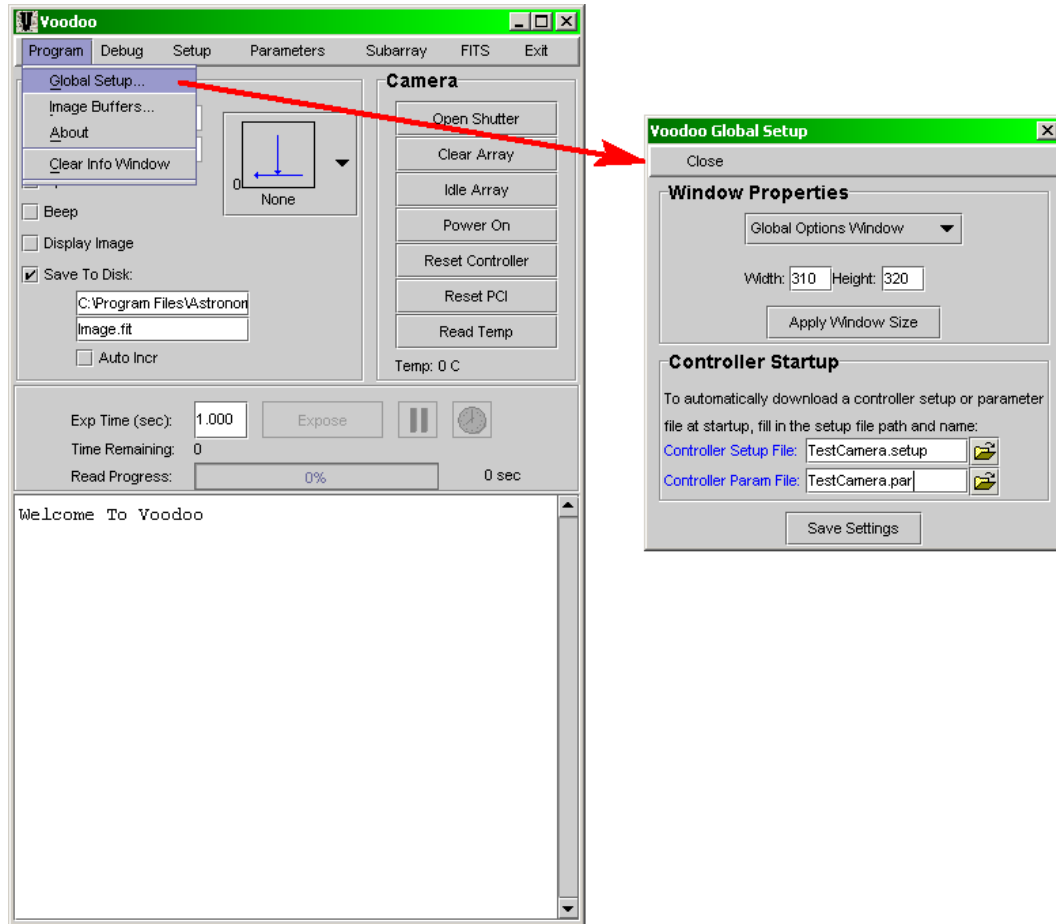 Voodoo
Program Debug Setup Parameters Subarray FITS Exit
Global Setup...
Image Buffers...
About
Clear Info Window
0
None
Beep
Display Image
Save To Disk:
C:\Program Files\Astronon
Image.fit
Auto Incr
Camera
Open Shutter
Clear Array
Idle Array
Power On
Reset Controller
Reset PCI
Read Temp
Temp: 0 C
Exp Time (sec): 1.000 Expose
Time Remaining: 0
Read Progress: 0% 0 sec
Welcome To Voodoo
Voodoo Global Setup
Close
Window Properties
Global Options Window
Width: 310 Height: 320
Apply Window Size
Controller Startup
To automatically download a controller setup or parameter
file at startup, fill in the setup file path and name:
Controller Setup File: TestCamera.setup
Controller Param File: TestCamera.par
Save Settings